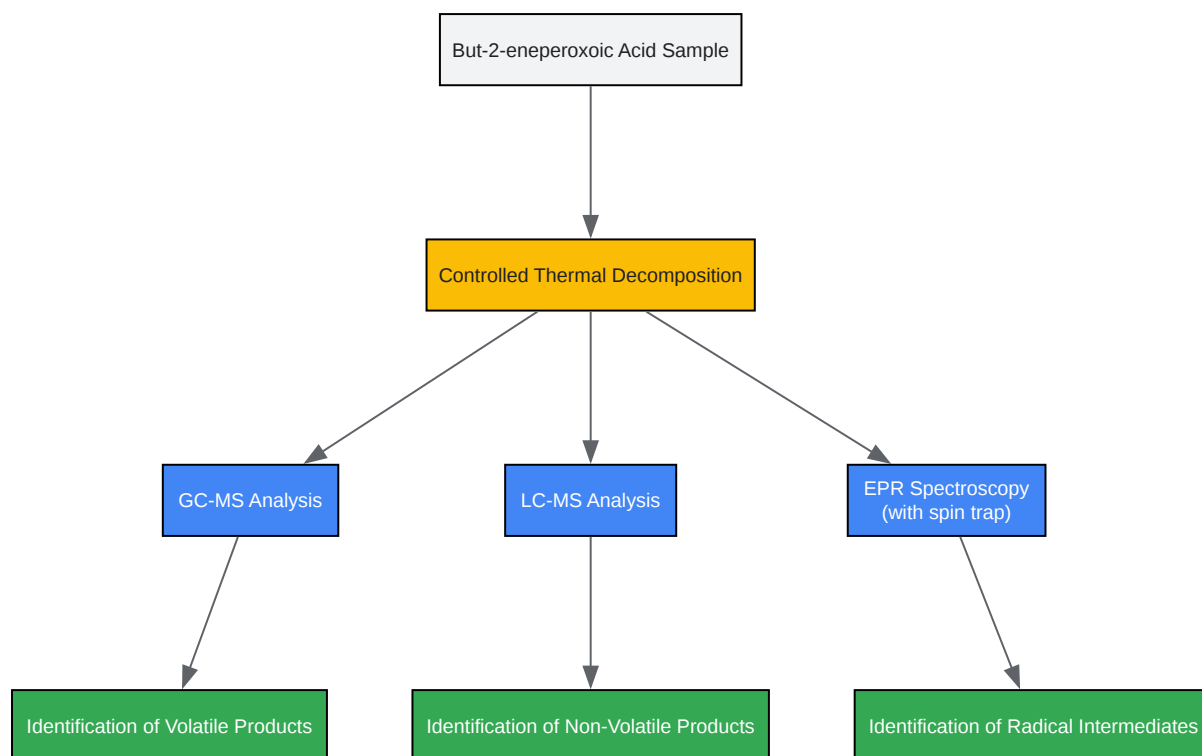 But-2-eneperoxoic Acid Sample
Controlled Thermal Decomposition
GC-MS Analysis
LC-MS Analysis
EPR Spectroscopy
(with spin trap)
Identification of Volatile Products
Identification of Non-Volatile Products
Identification of Radical Intermediates